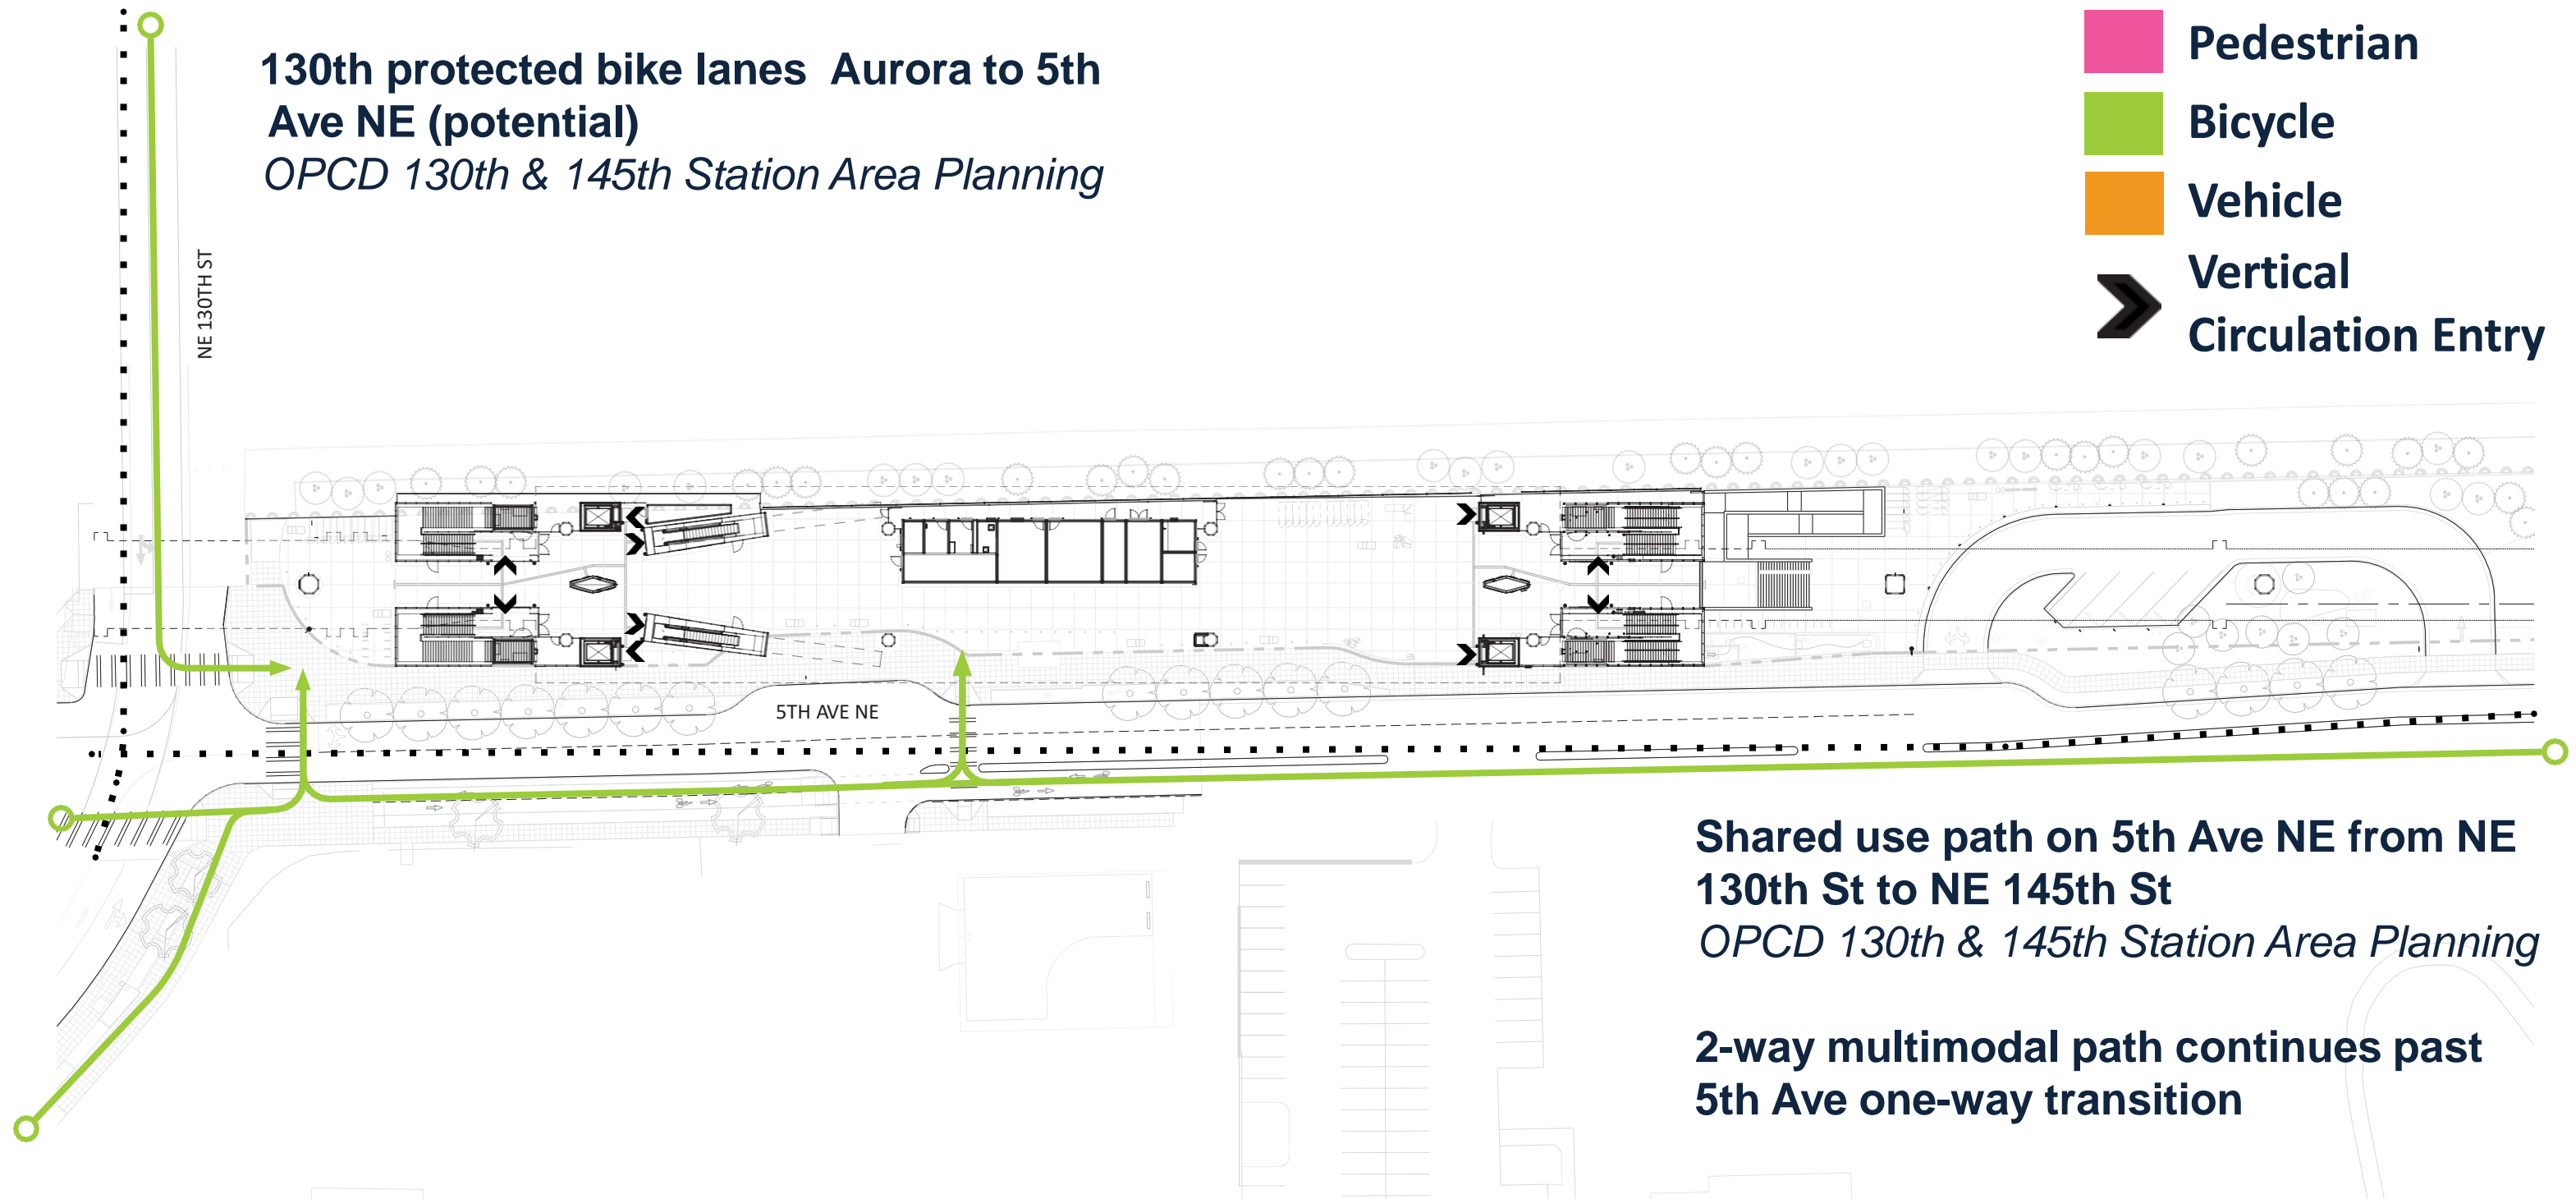 130th protected bike lanes Aurora to 5th
Ave NE (potential)
OPCD 130th & 145th Station Area Planning
Pedestrian
Bicycle
Vehicle
Vertical
Circulation Entry
NE 130TH ST
5TH AVE NE
Shared use path on 5th Ave NE from NE
130th St to NE 145th St
OPCD 130th & 145th Station Area Planning
2-way multimodal path continues past
5th Ave one-way transition